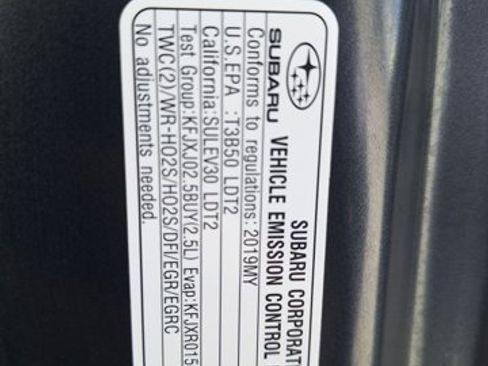 SUBARU CORPORAT
SUBARU VEHICLE EMISSION CONTROL
Conforms to regulations: 2019MY
U.S.EPA :T3B50 LDT2
California:SULEV30 LDT2
Test Group:KFJXJ02.5BUY(2.5L) Evap:KFJXR015
TWC(2)/WR-HO2S/HO2S/DFI/EGR/EGRC
No adjustments needed.